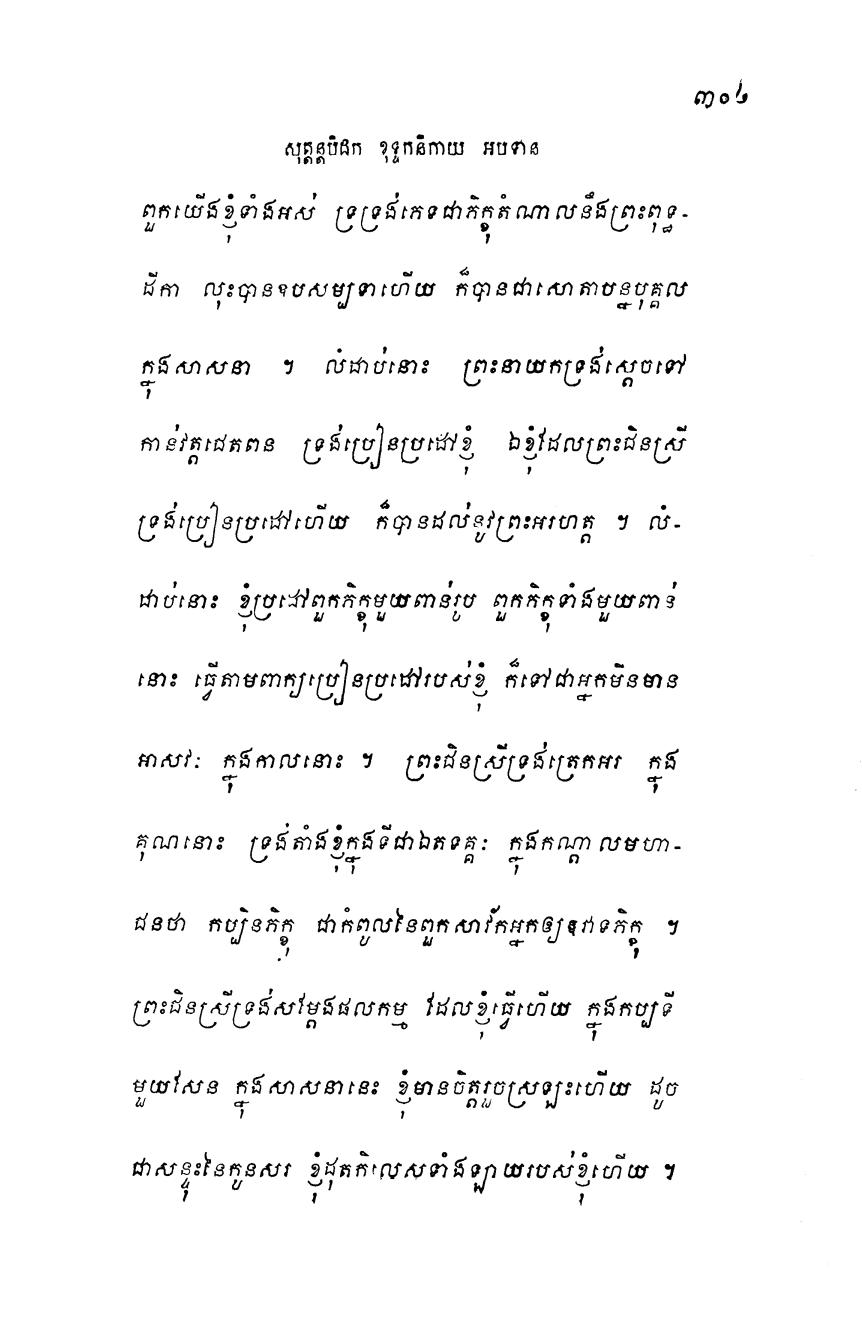 ៣០៤
សុត្តន្តបិដក ខុទ្ទកនិកាយ អបទាន
ពួកយើងខ្ញុំទាំងអស់ ទ្រទ្រង់ភេទជាភិក្ខុតំណាលនឹងព្រះពុទ្ធ-
ដីកា លុះបានឧបសម្បទាហើយ ក៏បានជាសោតាបន្នបុគ្គល
ក្នុងសាសនា ។ លំដាប់នោះ ព្រះនាយកទ្រង់ស្តេចទៅ
កាន់វត្តជេតពន ទ្រង់ប្រៀនប្រដៅខ្ញុំ ឯខ្ញុំដែលព្រះជិនស្រី
ទ្រង់ប្រៀនប្រដៅហើយ ក៏បានដល់នូវព្រះអរហត្ត ។ លំ-
ដាប់នោះ ខ្ញុំប្រដៅពួកភិក្ខុមួយពាន់រូប ពួកភិក្ខុទាំងមួយពាន់
នោះ ធ្វើតាមពាក្យប្រៀនប្រដៅរបស់ខ្ញុំ ក៏ទៅជាអ្នកមិនមាន
អាសវៈ ក្នុងកាលនោះ ។ ព្រះជិនស្រីទ្រង់ត្រេកអរ ក្នុង
គុណនោះ ទ្រង់តាំងខ្ញុំក្នុងទីជាឯតទគ្គៈ ក្នុងកណ្តាលមហា-
ជនថា កប្បិនភិក្ខុ ជាកំពូលនៃពួកសាវ័កអ្នកឲ្យឱវាទភិក្ខុ ។
ព្រះជិនស្រីទ្រង់សម្តែងផលកម្ម ដែលខ្ញុំធ្វើហើយ ក្នុងកប្បទី
មួយសែន ក្នុងសាសនានេះ ខ្ញុំមានចិត្តរួចស្រឡះហើយ ដូច
ជាសន្ទុះនៃកូនសរ ខ្ញុំដុតកិលេសទាំងឡាយរបស់ខ្ញុំហើយ ។